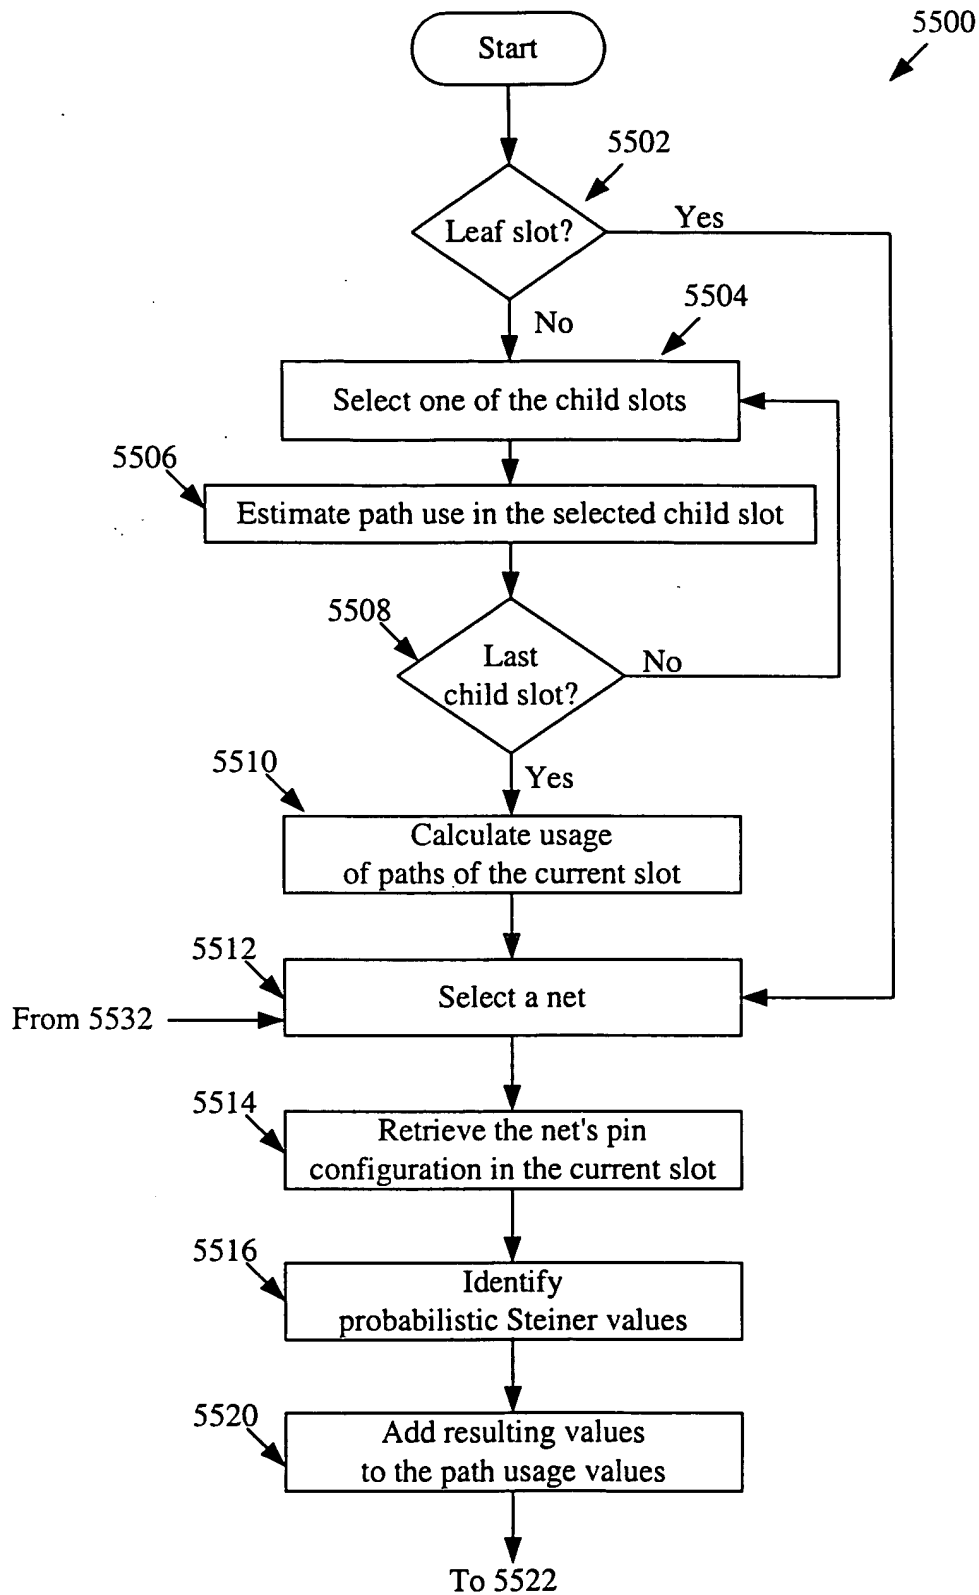 5500
Start
5502
Leaf slot?
Yes
No
5504
Select one of the child slots
5506
Estimate path use in the selected child slot
5508
Last
child slot?
No
Yes
5510
Calculate usage
of paths of the current slot
5512
Select a net
From 5532
5514
Retrieve the net's pin
configuration in the current slot
5516
Identify
probabilistic Steiner values
5520
Add resulting values
to the path usage values
To 5522